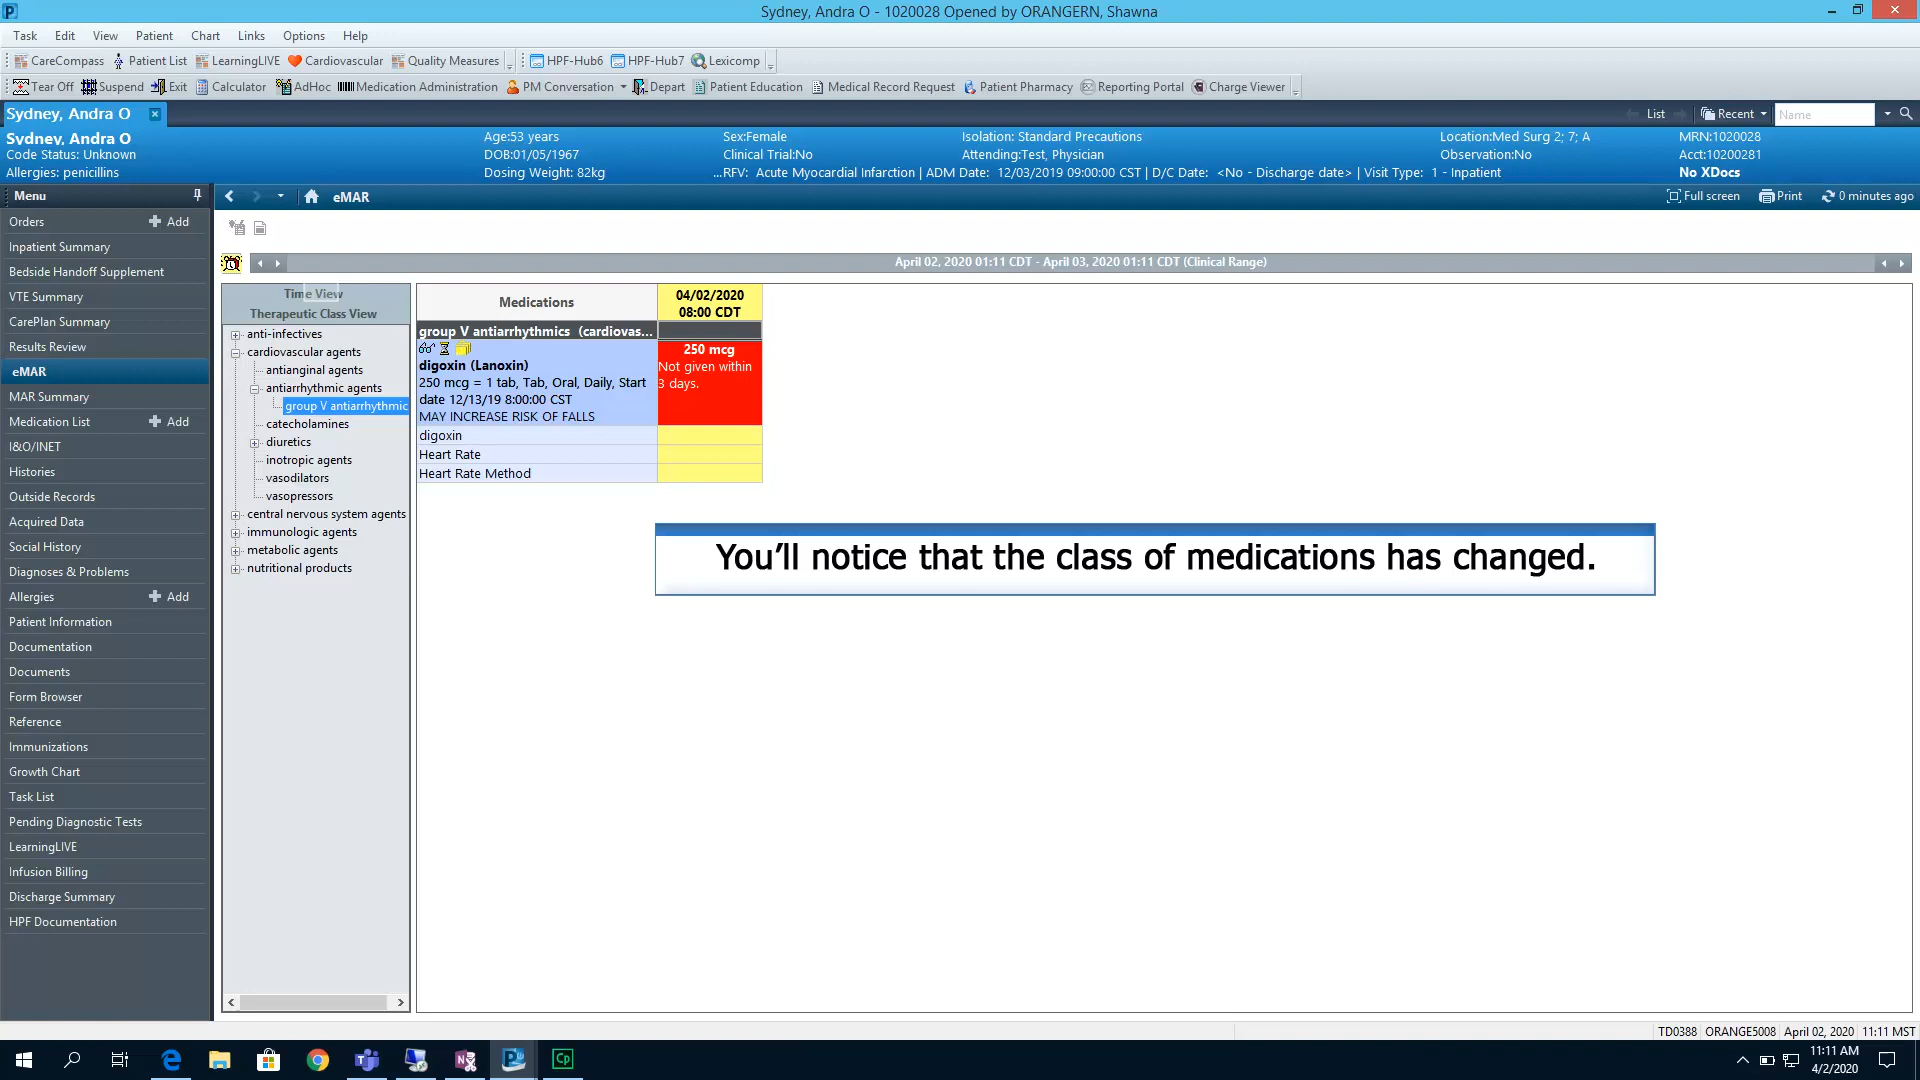 Sydney, Andra O - 1020028 Opened by ORANGERN, Shawna
Task Edit View Patient Chart Links Options Help
CareCompass Patient List LearningLIVE Cardiovascular Quality Measures HPF-Hub6 HPF-Hub7 Lexicomp
Tear Off Suspend Exit Calculator AdHoc Medication Administration PM Conversation Depart Patient Education Medical Record Request Patient Pharmacy Reporting Portal Charge Viewer
Sydney, Andra O List Recent Name
Sydney, Andra O Age:53 years Sex:Female Isolation: Standard Precautions Location:Med Surg 2; 7; A MRN:1020028
Code Status: Unknown DOB:01/05/1967 Clinical Trial:No Attending:Test, Physician Observation:No Acct:10200281
Allergies: penicillins Dosing Weight: 82kg ...RFV: Acute Myocardial Infarction | ADM Date: 12/03/2019 09:00:00 CST | D/C Date: <No - Discharge date> | Visit Type: 1 - Inpatient No XDocs
Menu eMAR Full screen Print 0 minutes ago
Orders Add
Inpatient Summary
Bedside Handoff Supplement
VTE Summary
CarePlan Summary
Results Review
eMAR
MAR Summary
Medication List Add
I&O/INET
Histories
Outside Records
Acquired Data
Social History
Diagnoses & Problems
Allergies Add
Patient Information
Documentation
Documents
Form Browser
Reference
Immunizations
Growth Chart
Task List
Pending Diagnostic Tests
LearningLIVE
Infusion Billing
Discharge Summary
HPF Documentation
April 02, 2020 01:11 CDT - April 03, 2020 01:11 CDT (Clinical Range)
Time View
Therapeutic Class View
anti-infectives
cardiovascular agents
antianginal agents
antiarrhythmic agents
group V antiarrhythmic
catecholamines
diuretics
inotropic agents
vasodilators
vasopressors
central nervous system agents
immunologic agents
metabolic agents
nutritional products
Medications
04/02/2020
08:00 CDT
group V antiarrhythmics (cardiovas...
digoxin (Lanoxin)
250 mcg = 1 tab, Tab, Oral, Daily, Start
date 12/13/19 8:00:00 CST
MAY INCREASE RISK OF FALLS
250 mcg
Not given within
3 days.
digoxin
Heart Rate
Heart Rate Method
You’ll notice that the class of medications has changed.
TD0388 ORANGE5008 April 02, 2020 11:11 MST
11:11 AM
4/2/2020